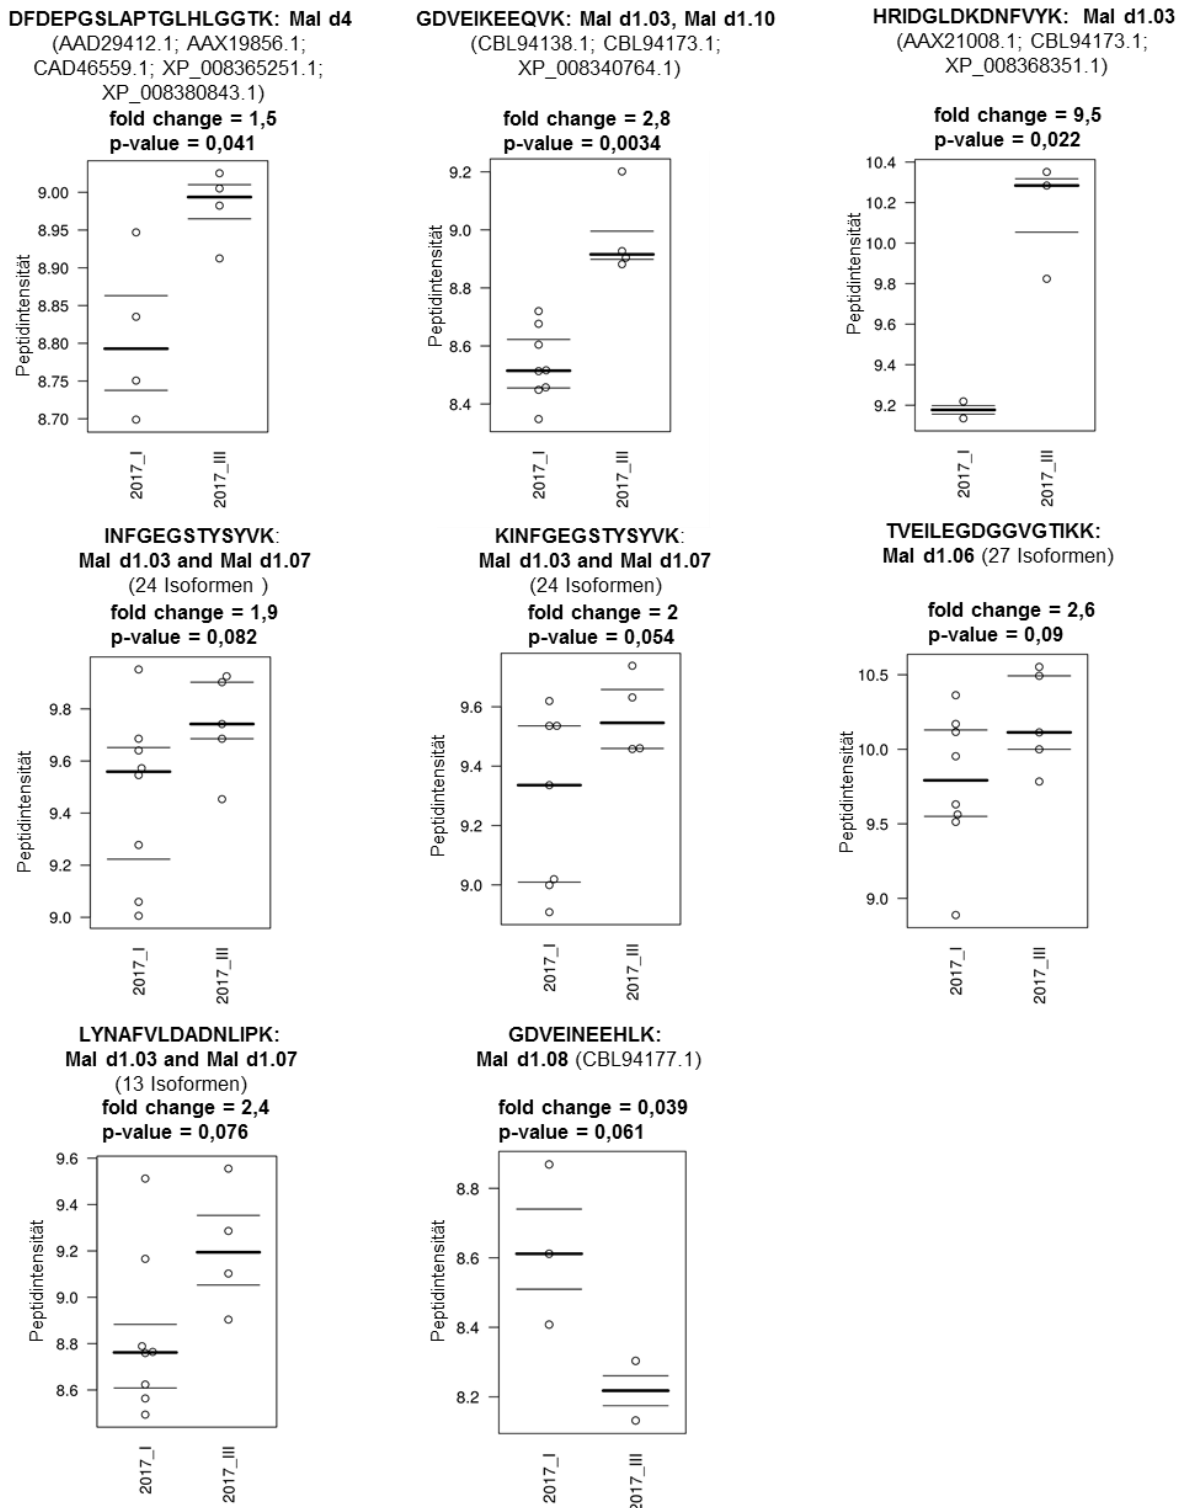 DFDEPGSLAPTGLHLGGTK: Mal d4
(AAD29412.1; AAX19856.1;
CAD46559.1; XP_008365251.1;
XP_008380843.1)
fold change = 1,5
p-value = 0,041
Peptidintensität
9.00
8.95
8.90
8.85
8.80
8.75
8.70
2017_I
2017_III
GDVEIKEEQVK: Mal d1.03, Mal d1.10
(CBL94138.1; CBL94173.1;
XP_008340764.1)
fold change = 2,8
p-value = 0,0034
Peptidintensität
9.2
9.0
8.8
8.6
8.4
2017_I
2017_III
HRIDGLDKDNFVYK: Mal d1.03
(AAX21008.1; CBL94173.1;
XP_008368351.1)
fold change = 9,5
p-value = 0,022
Peptidintensität
10.4
10.2
10.0
9.8
9.6
9.4
9.2
2017_I
2017_III
INFGEGSTYSYVK:
Mal d1.03 and Mal d1.07
(24 Isoformen )
fold change = 1,9
p-value = 0,082
Peptidintensität
9.8
9.6
9.4
9.2
9.0
2017_I
2017_III
KINFGEGSTYSYVK:
Mal d1.03 and Mal d1.07
(24 Isoformen)
fold change = 2
p-value = 0,054
Peptidintensität
9.6
9.4
9.2
9.0
2017_I
2017_III
TVEILEGDGGVGTIKK:
Mal d1.06 (27 Isoformen)
fold change = 2,6
p-value = 0,09
Peptidintensität
10.5
10.0
9.5
9.0
2017_I
2017_III
LYNAFVLDADNLIPK:
Mal d1.03 and Mal d1.07
(13 Isoformen)
fold change = 2,4
p-value = 0,076
Peptidintensität
9.6
9.4
9.2
9.0
8.8
8.6
2017_I
2017_III
GDVEINEEHLK:
Mal d1.08 (CBL94177.1)
fold change = 0,039
p-value = 0,061
Peptidintensität
8.8
8.6
8.4
8.2
2017_I
2017_III